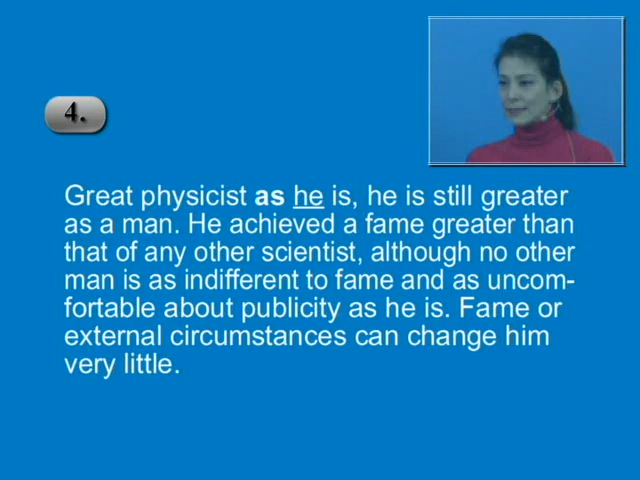 4.
Great physicist as he is, he is still greater
as a man. He achieved a fame greater than
that of any other scientist, although no other
man is as indifferent to fame and as uncom-
fortable about publicity as he is. Fame or
external circumstances can change him
very little.